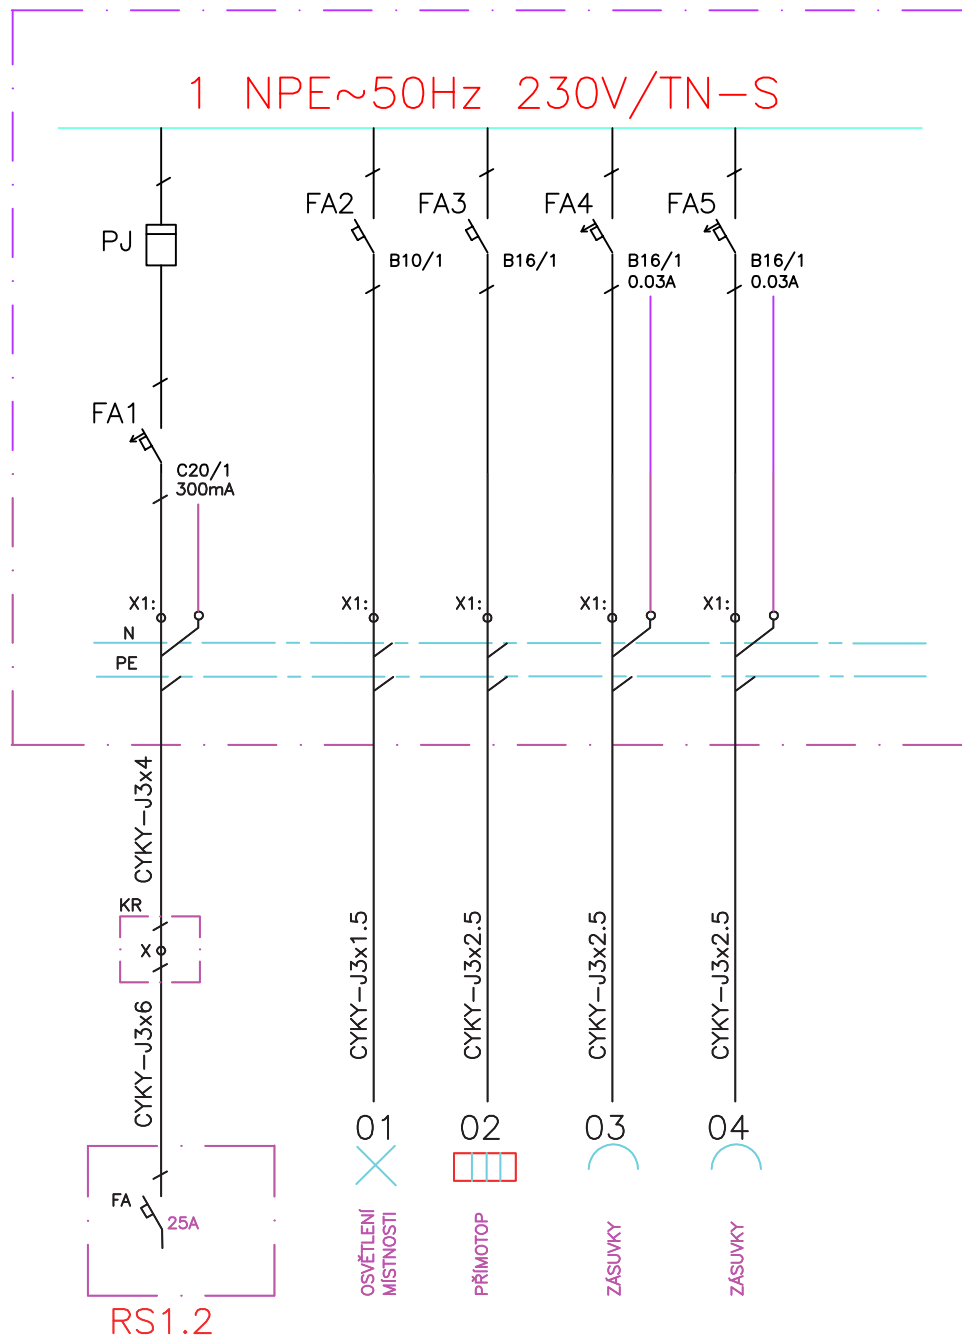 1 NPE~50Hz 230V/TN-S
FA2
FA3
FA4
FA5
PJ
B10/1
B16/1
B16/1
0.03A
B16/1
0.03A
FA1
C20/1
300mA
X1:
X1:
X1:
X1:
X1:
N
PE
CYKY-J3x4
KR
X
CYKY-J3x6
CYKY-J3x1.5
CYKY-J3x2.5
CYKY-J3x2.5
CYKY-J3x2.5
01
02
03
04
FA
25A
OSVĚTLENÍ
MÍSTNOSTI
PŘÍMOTOP
ZÁSUVKY
ZÁSUVKY
RS1.2